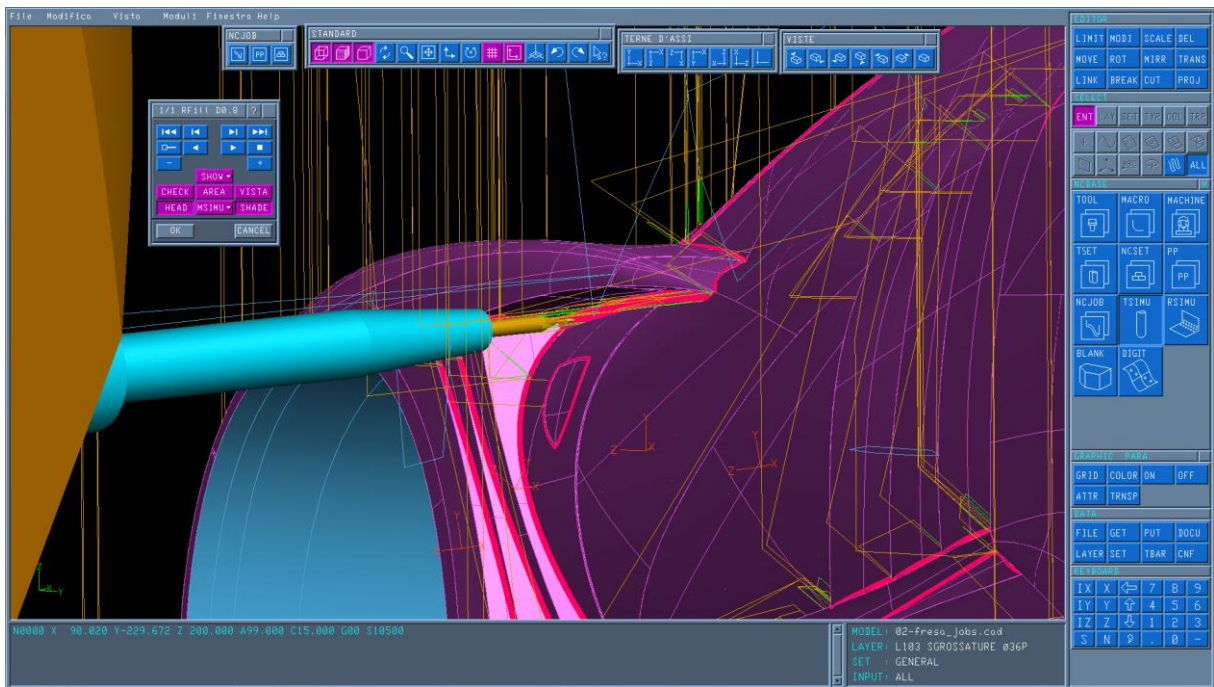 File Modifica Vista Moduli Finestra Help
NCJOB
PP
STANDARD
TERNE D'ASSI
VISTE
1/1 RFill D0.8 ?
SHOW
CHECK AREA VISTA
HEAD MSIMU SHADE
OK CANCEL
EDITOR
LIMIT MODI SCALE DEL
MOVE ROT MIRR TRANS
LINK BREAK CUT PROJ
SELECT
ENT LAY SET TYP COL TRP
ABC
ALL
NCBASE
TOOL MACRO MACHINE
TSET NCSET PP
PP
NCJOB TSIMU RSIMU
BLANK DIGIT
GRAPHIC PARA
GRID COLOR ON OFF
ATTR TRNSP
DATA
FILE GET PUT DOCU
LAYER SET TBAR CNF
KEYBOARD
IX X 7 8 9
IY Y 4 5 6
IZ Z 1 2 3
S N . 0 -
Z X
Y
Z X
Y
X
Z Y
N0000 X 90.020 Y-229.672 Z 200.000 A99.000 C15.000 G00 S10500
MODEL: 02-fresa_jobs.cad
LAYER: L103 SGROSSATURE ø36P
SET : GENERAL
INPUT: ALL